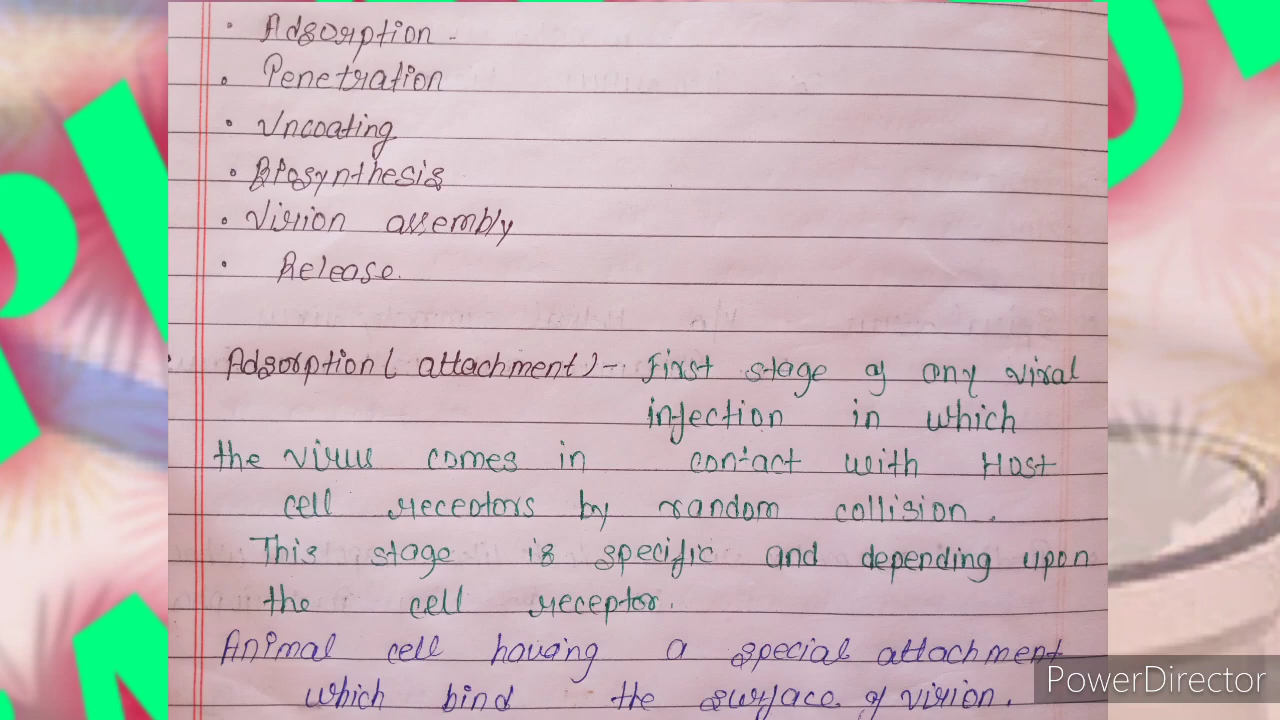 • Adsorption -
• Penetration
• Uncoating
• Biosynthesis
• Virion assembly
• Release.
Adsorption ( attachment ) - First stage of any viral
infection in which
the virus comes in contact with Host
cell receptors by random collision.
This stage is specific and depending upon
the cell receptor.
Animal cell having a special attachment
which bind the surface of virion.
PowerDirector